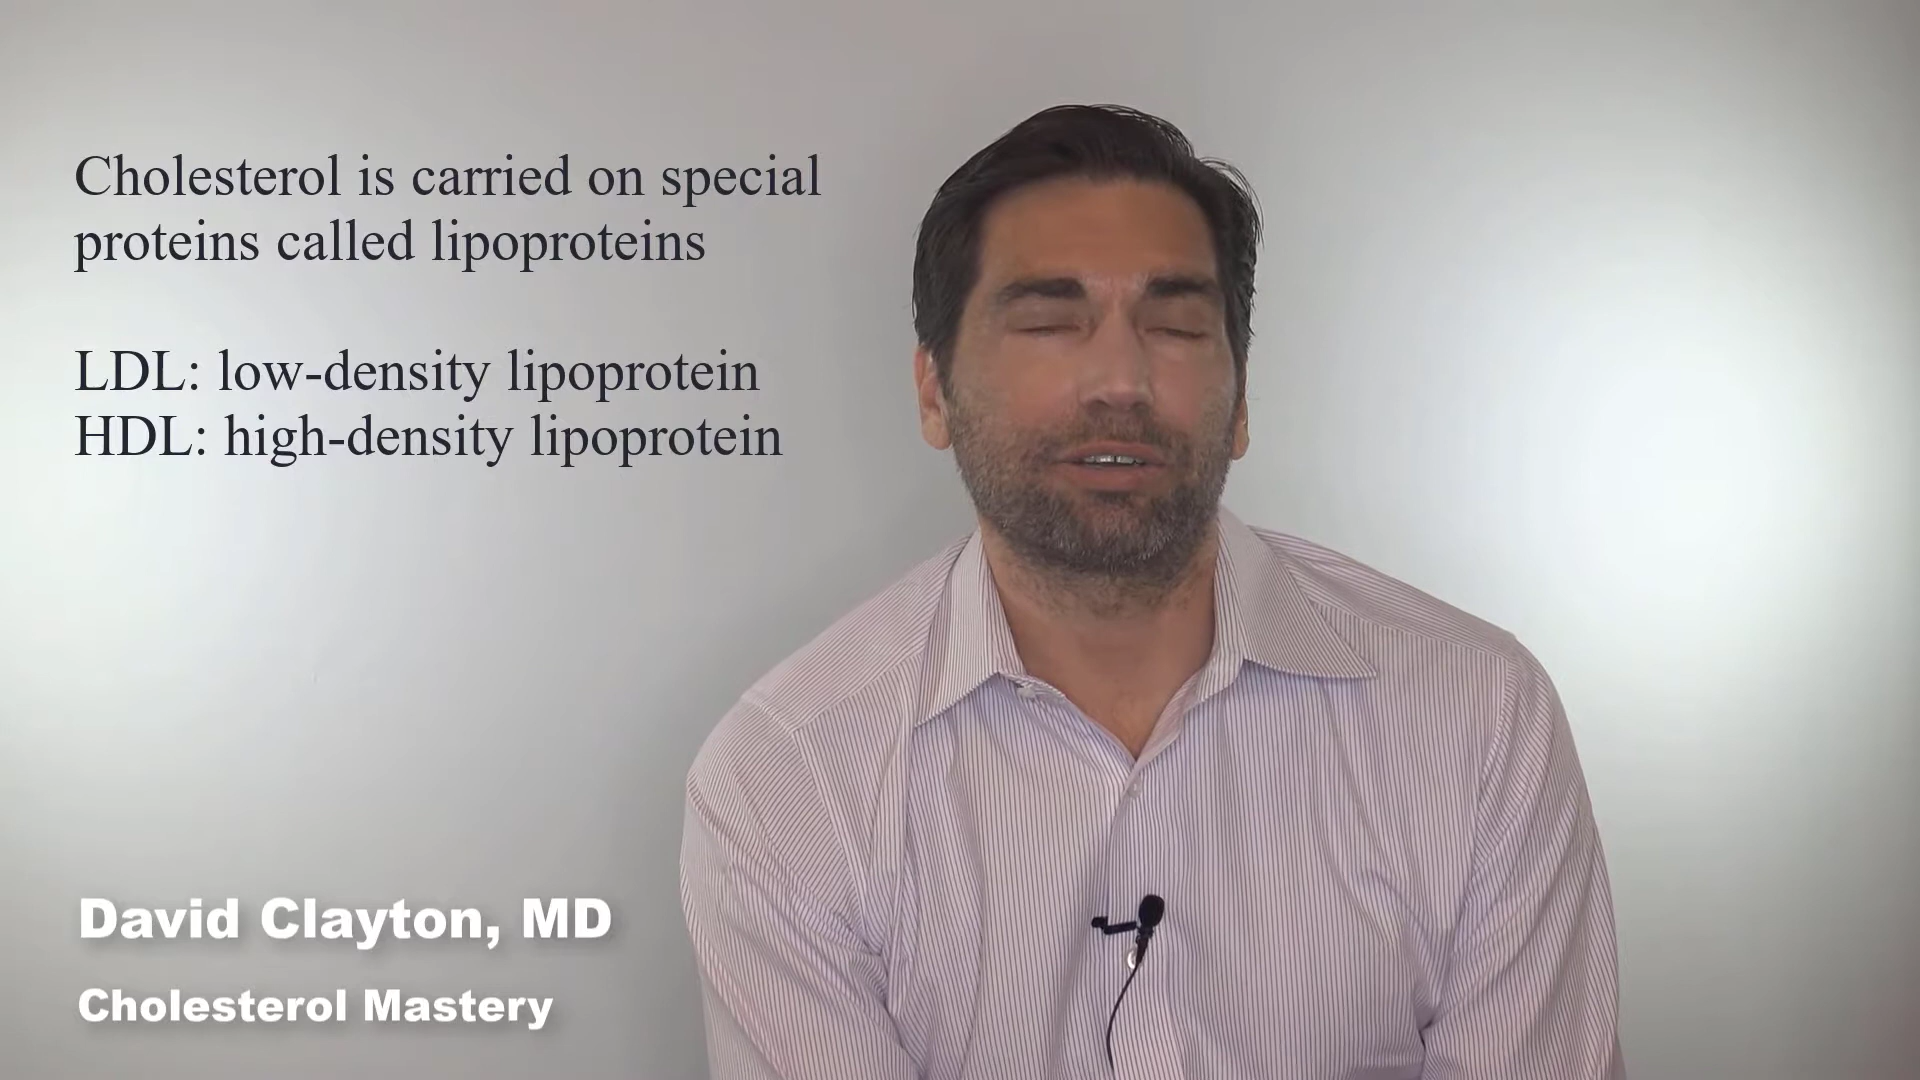 Cholesterol is carried on special
proteins called lipoproteins
LDL: low-density lipoprotein
HDL: high-density lipoprotein
David Clayton, MD
Cholesterol Mastery